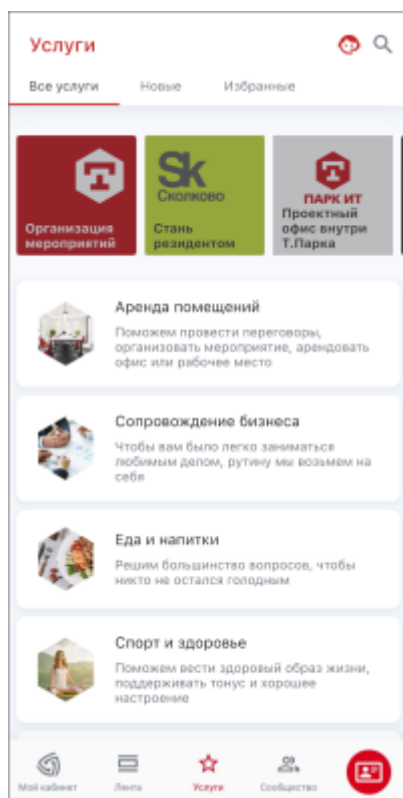 Услуги
Все услуги Новые Избранные
Организация
мероприятий
Sk
Сколково
Стань
резидентом
ПАРК ИТ
Проектный
офис внутри
Т.Парка
Аренда помещений
Поможем провести переговоры,
организовать мероприятие, арендовать
офис или рабочее место
Сопровождение бизнеса
Чтобы вам было легко заниматься
любимым делом, рутину мы возьмем на
себя
Еда и напитки
Решим большинство вопросов, чтобы
никто не остался голодным
Спорт и здоровье
Поможем вести здоровый образ жизни,
поддерживать тонус и хорошее
настроение
Мой кабинет Лента Услуги Сообщество